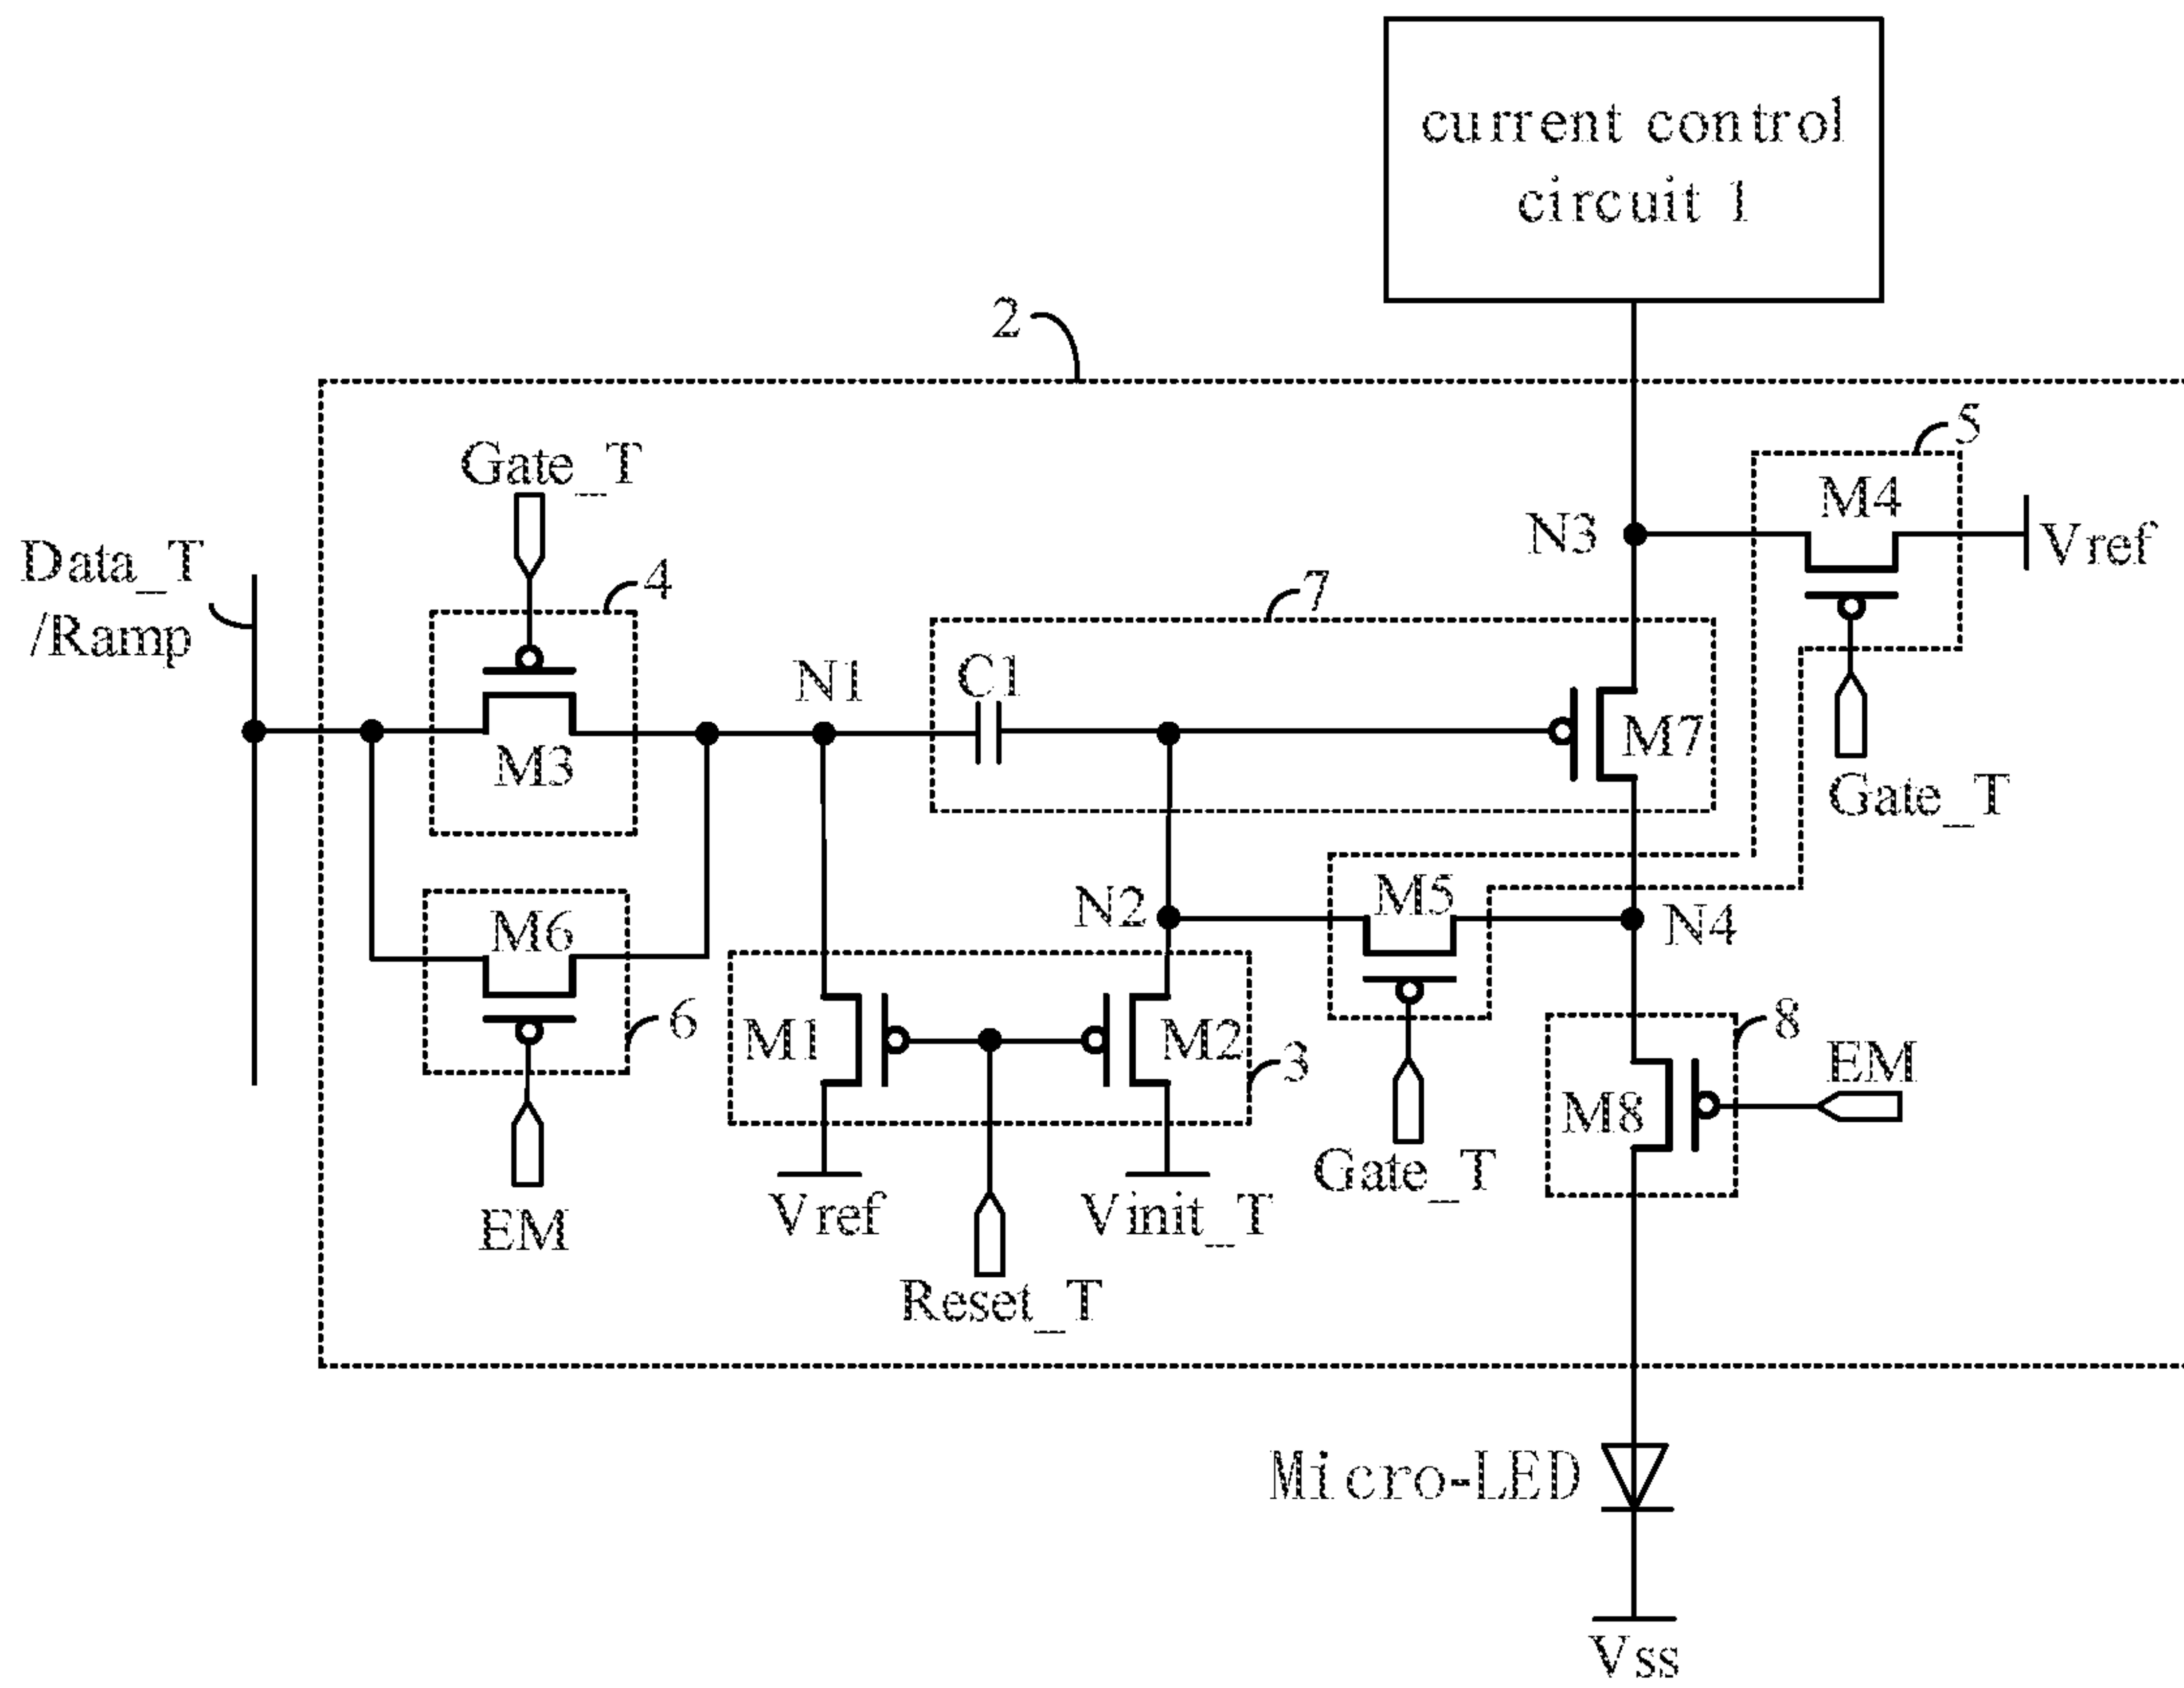 current control
circuit 1
2
5
Gate_T
M4
N3
Vref
Data_T
/Ramp
4
7
N1
C1
M7
M3
Gate_T
M6
N2
M5
N4
6
M1
M2
3
8
EM
M8
Gate_T
Vref
Vinit_T
EM
Reset_T
Micro-LED
Vss